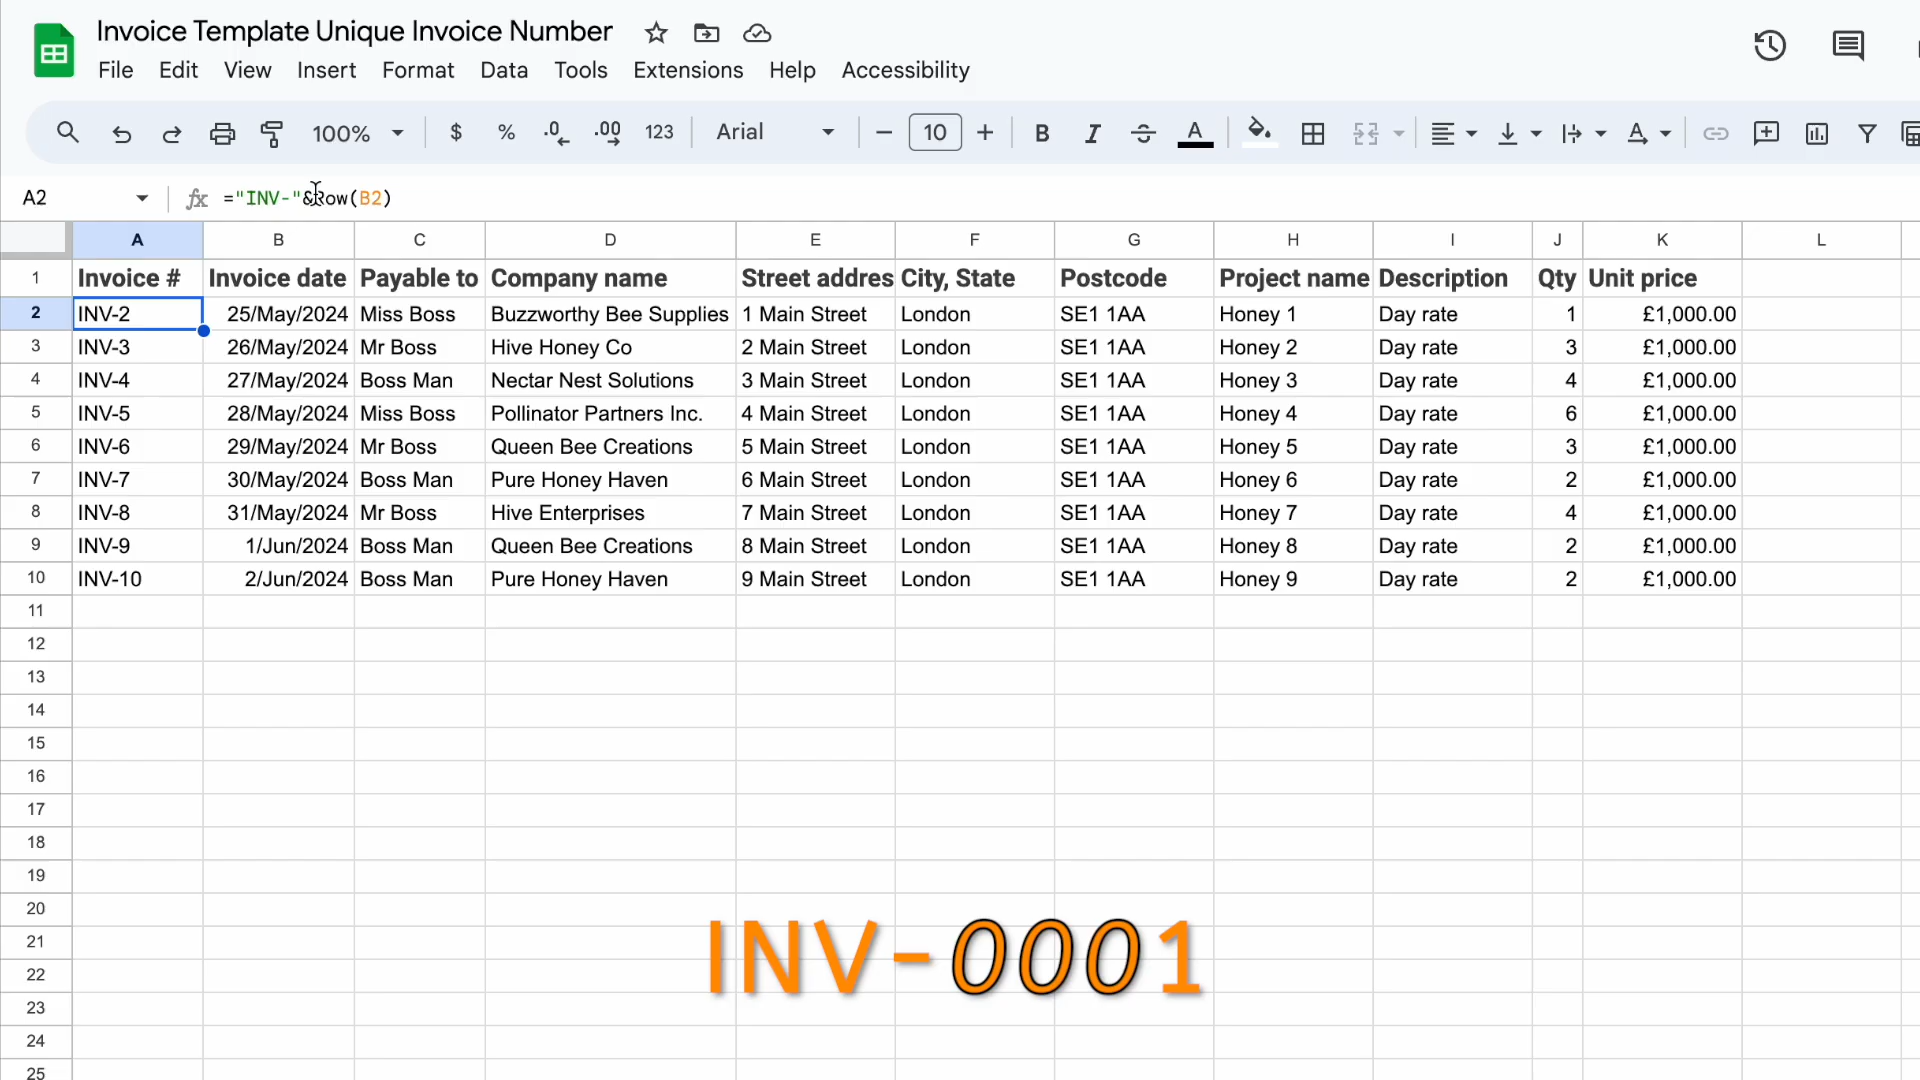 Invoice Template Unique Invoice Number
File Edit View Insert Format Data Tools Extensions Help Accessibility
100% $ % .0 .00 123 Arial − 10 + B I S A A
A2 fx ="INV-"&Row(B2)
A B C D E F G H I J K L
1 Invoice # Invoice date Payable to Company name Street addres City, State Postcode Project name Description Qty Unit price
2 INV-2 25/May/2024 Miss Boss Buzzworthy Bee Supplies 1 Main Street London SE1 1AA Honey 1 Day rate 1 £1,000.00
3 INV-3 26/May/2024 Mr Boss Hive Honey Co 2 Main Street London SE1 1AA Honey 2 Day rate 3 £1,000.00
4 INV-4 27/May/2024 Boss Man Nectar Nest Solutions 3 Main Street London SE1 1AA Honey 3 Day rate 4 £1,000.00
5 INV-5 28/May/2024 Miss Boss Pollinator Partners Inc. 4 Main Street London SE1 1AA Honey 4 Day rate 6 £1,000.00
6 INV-6 29/May/2024 Mr Boss Queen Bee Creations 5 Main Street London SE1 1AA Honey 5 Day rate 3 £1,000.00
7 INV-7 30/May/2024 Boss Man Pure Honey Haven 6 Main Street London SE1 1AA Honey 6 Day rate 2 £1,000.00
8 INV-8 31/May/2024 Mr Boss Hive Enterprises 7 Main Street London SE1 1AA Honey 7 Day rate 4 £1,000.00
9 INV-9 1/Jun/2024 Boss Man Queen Bee Creations 8 Main Street London SE1 1AA Honey 8 Day rate 2 £1,000.00
10 INV-10 2/Jun/2024 Boss Man Pure Honey Haven 9 Main Street London SE1 1AA Honey 9 Day rate 2 £1,000.00
11
12
13
14
15
16
17
18
19
20
21
INV-0001
22
23
24
25